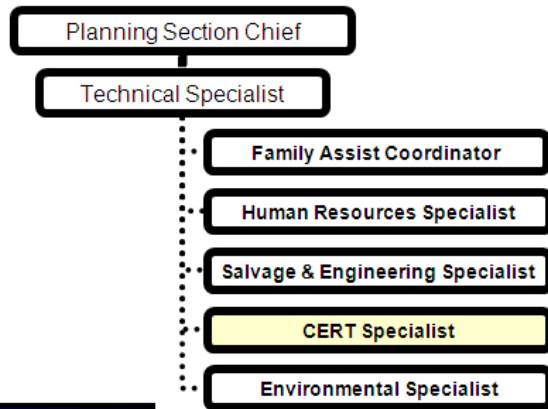 Planning Section Chief
Technical Specialist
Family Assist Coordinator
Human Resources Specialist
Salvage & Engineering Specialist
CERT Specialist
Environmental Specialist